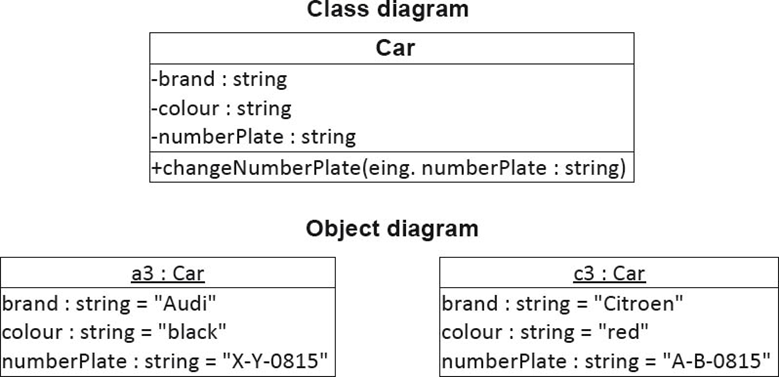 Class diagram
Car
-brand : string
-colour : string
-numberPlate : string
+changeNumberPlate(eing. numberPlate : string)
Object diagram
a3 : Car
brand : string = "Audi"
colour : string = "black"
numberPlate : string = "X-Y-0815"
c3 : Car
brand : string = "Citroen"
colour : string = "red"
numberPlate : string = "A-B-0815"